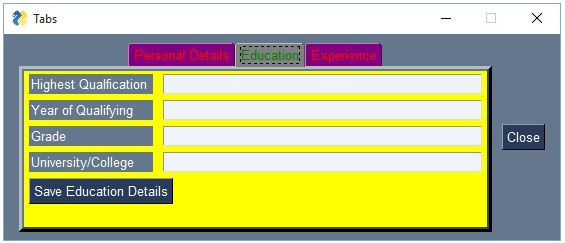 Tabs
Personal Details Education Experience
Highest Qualfication
Year of Qualifying
Grade
University/College
Save Education Details
Close